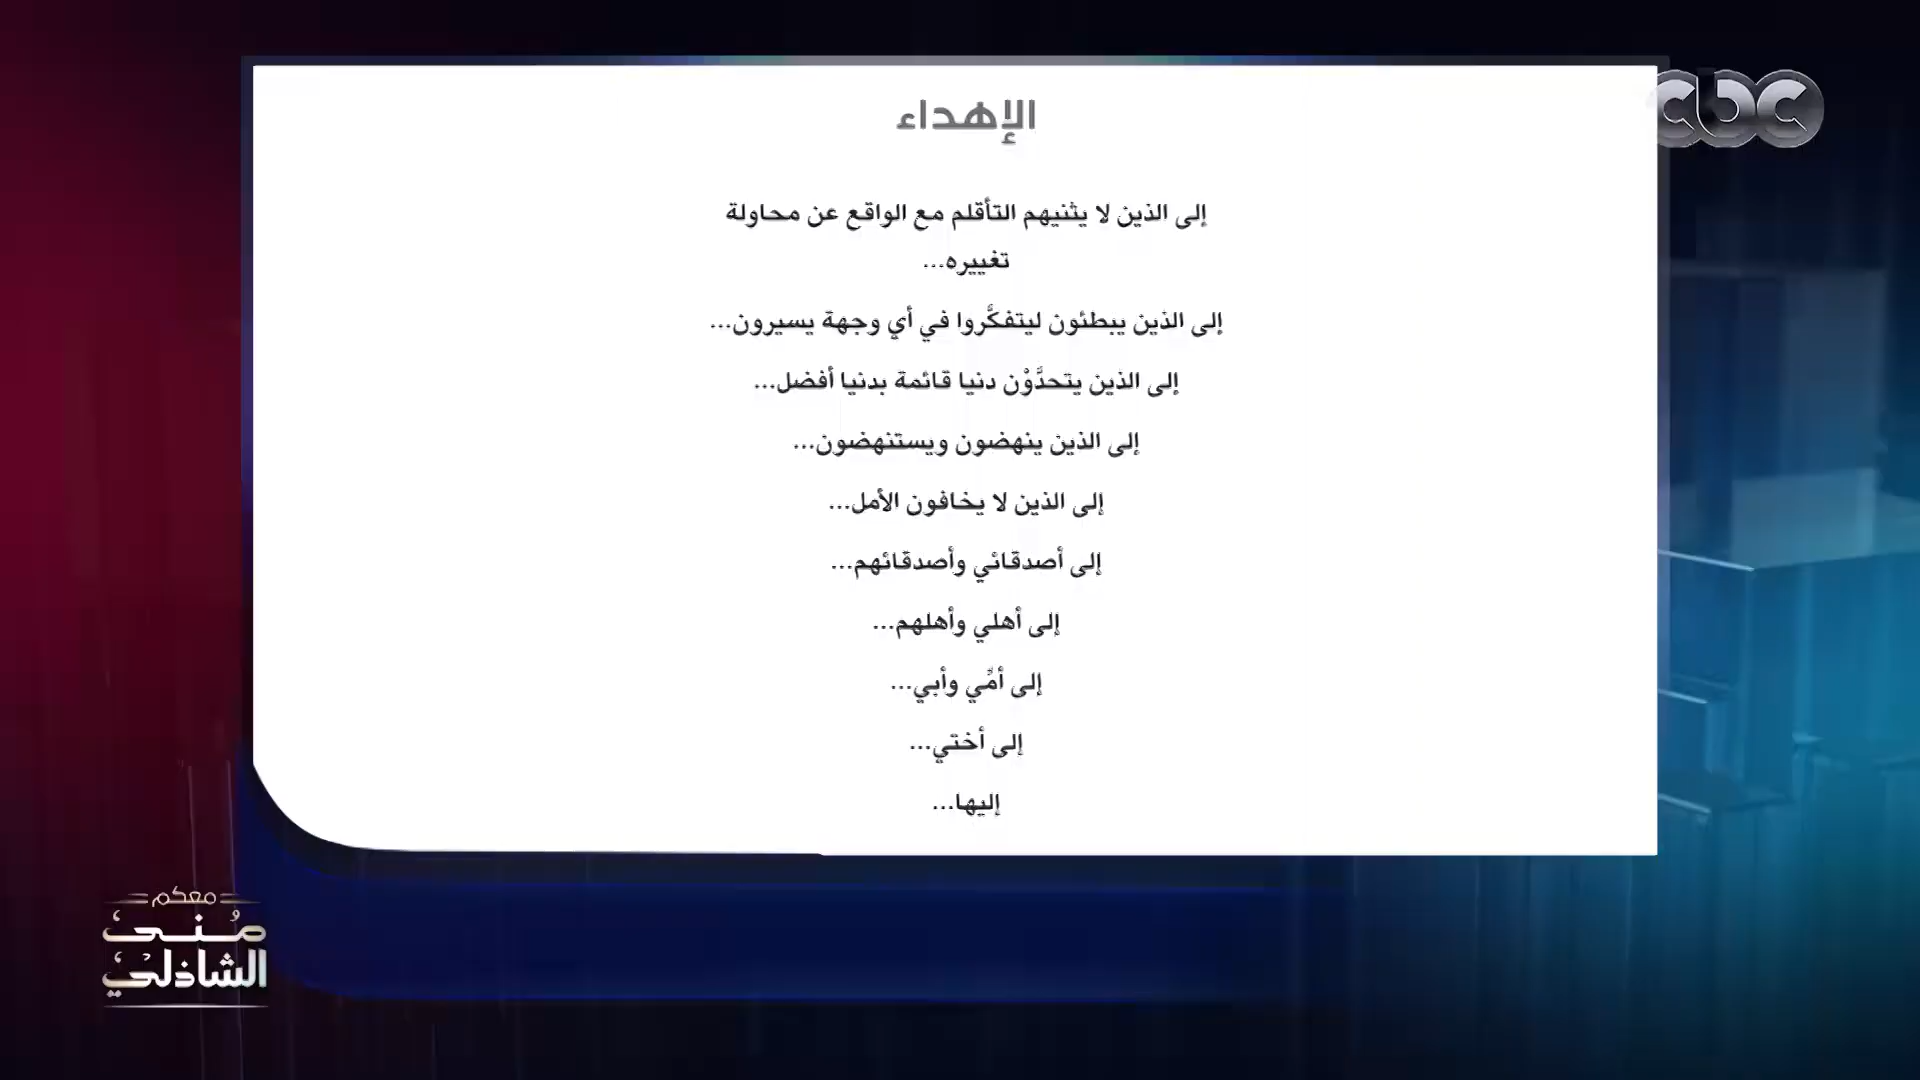 الإهداء
إلى الذين لا يثنيهم التأقلم مع الواقع عن محاولة
تغييره...
إلى الذين يبطئون ليتفكَّروا في أي وجهة يسيرون...
إلى الذين يتحدَّوْن دنيا قائمة بدنيا أفضل...
إلى الذين ينهضون ويستنهضون...
إلى الذين لا يخافون الأمل...
إلى أصدقائي وأصدقائهم...
إلى أهلي وأهلهم...
إلى أمِّي وأبي...
إلى أختي...
إليها...
cbc
معكم
مُنى
الشاذلي